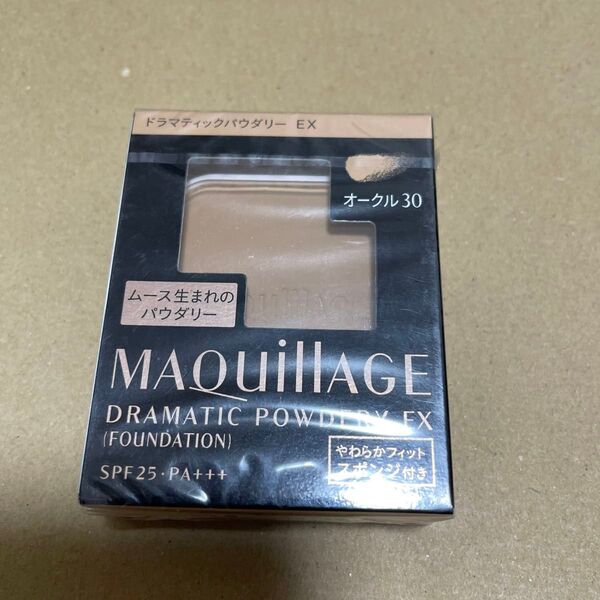 ドラマティックパウダリー EX
オークル30
ムース生まれの
パウダリー
MAQuillAGE
DRAMATIC POWDERY EX
(FOUNDATION)
SPF25・PA+++
やわらかフィット
スポンジ付き